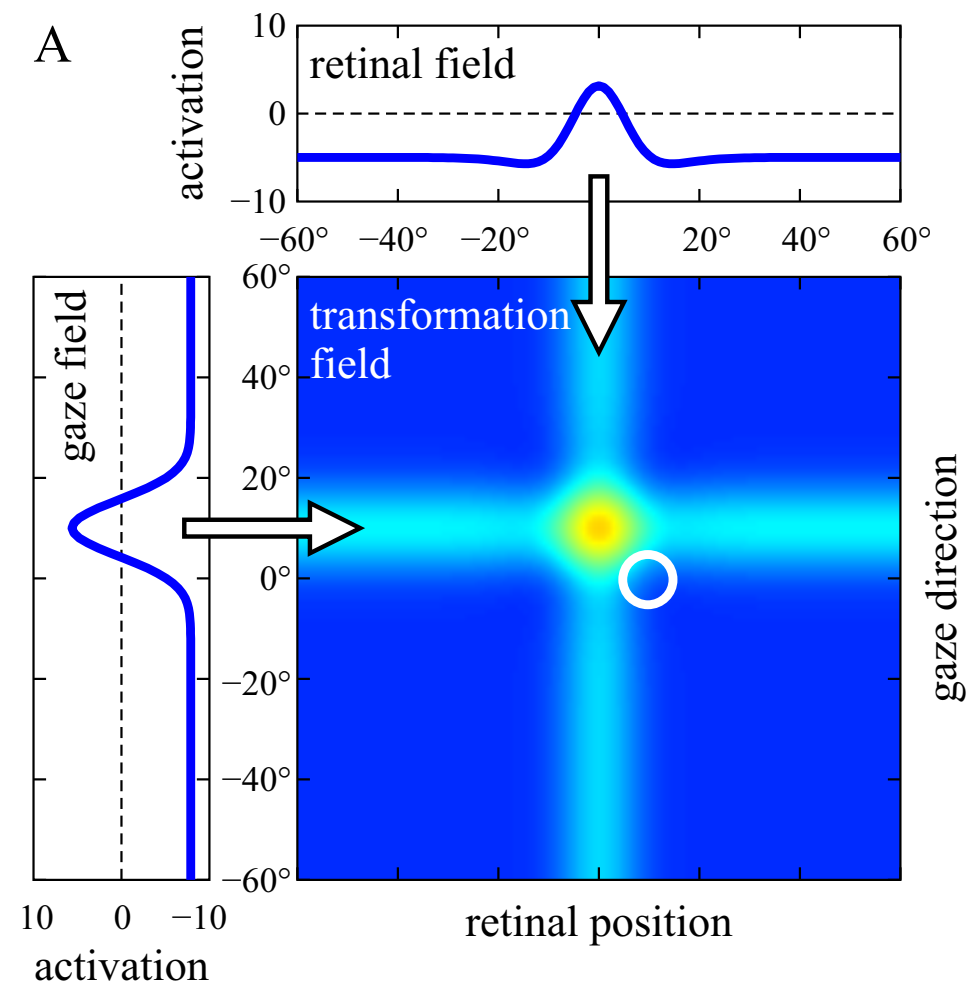 A
activation
10
0
−10
retinal field
−60° −40° −20° 20° 40° 60°
gaze field
10 0 −10
activation
60°
40°
20°
0°
−20°
−40°
−60°
transformation
field
gaze direction
retinal position